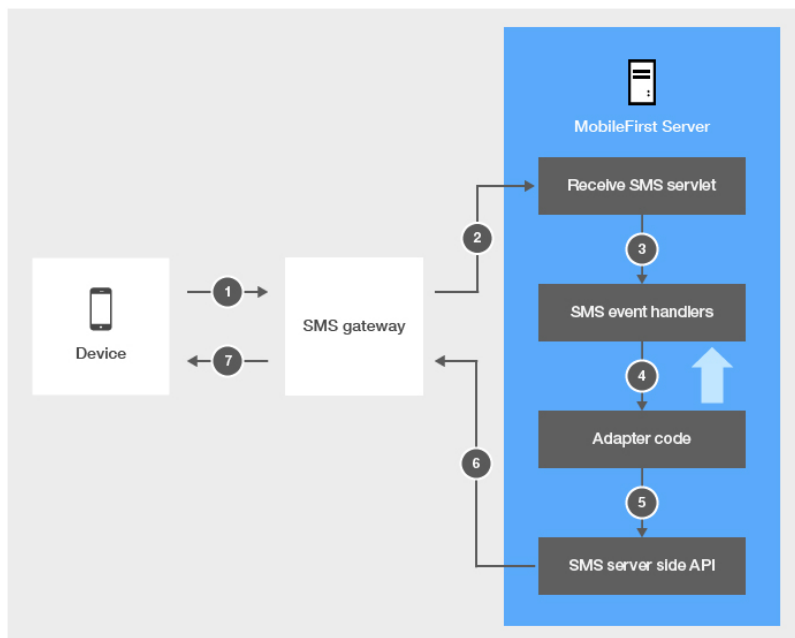 MobileFirst Server
Receive SMS servlet
2
3
1
SMS event handlers
SMS gateway
Device
7
4
Adapter code
6
5
SMS server side API